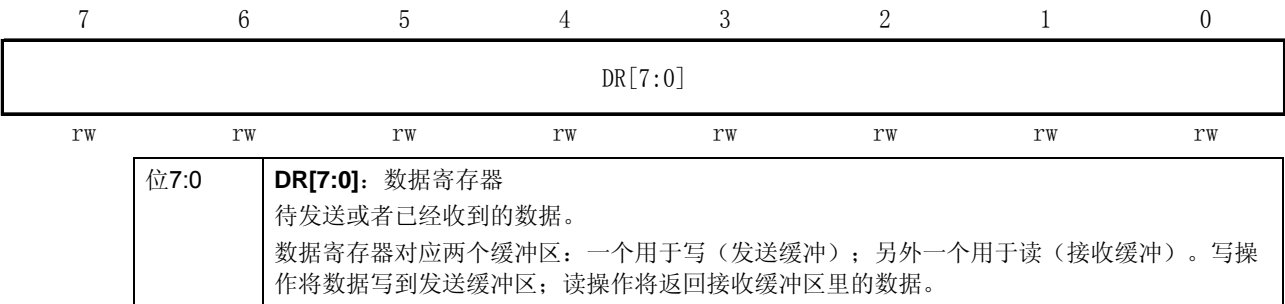 7 6 5 4 3 2 1 0
DR[7:0]
rw rw rw rw rw rw rw rw
位7:0 DR[7:0]：数据寄存器
待发送或者已经收到的数据。
数据寄存器对应两个缓冲区：一个用于写（发送缓冲）；另外一个用于读（接收缓冲）。写操
作将数据写到发送缓冲区；读操作将返回接收缓冲区里的数据。